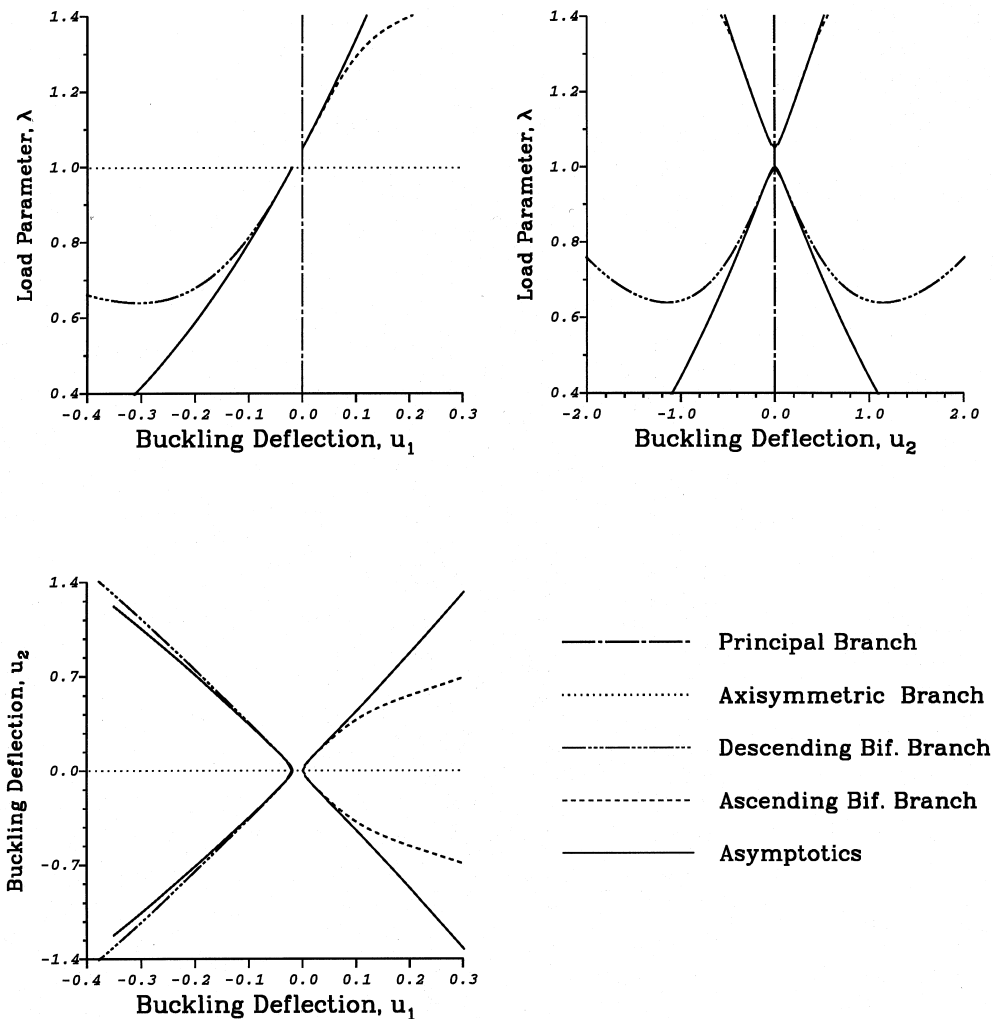 1.4
1.2
1.0
0.8
0.6
0.4
Load Parameter, λ
-0.4 -0.3 -0.2 -0.1 0.0 0.1 0.2 0.3
Buckling Deflection, u1
1.4
1.2
1.0
0.8
0.6
0.4
Load Parameter, λ
-2.0 -1.0 0.0 1.0 2.0
Buckling Deflection, u2
1.4
0.7
0.0
-0.7
-1.4
Buckling Deflection, u2
-0.4 -0.3 -0.2 -0.1 0.0 0.1 0.2 0.3
Buckling Deflection, u1
Principal Branch
Axisymmetric Branch
Descending Bif. Branch
Ascending Bif. Branch
Asymptotics